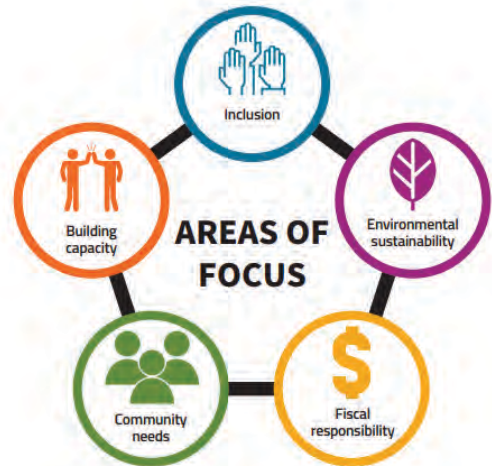 Inclusion
Environmental
sustainability
Building
capacity
AREAS OF
FOCUS
Fiscal
responsibility
Community
needs